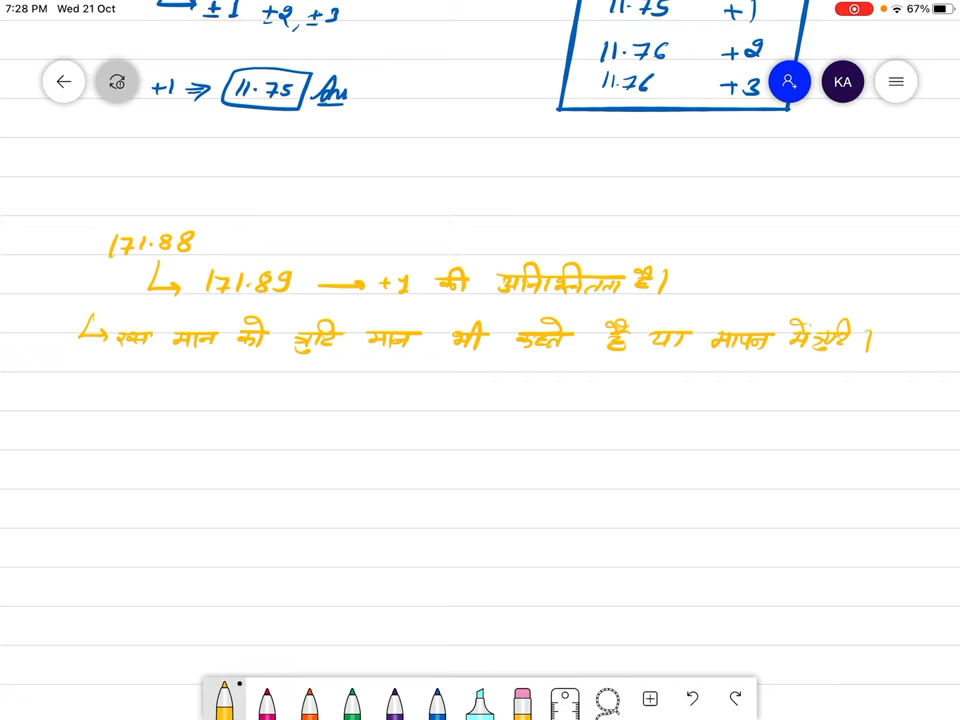 7:28 PM Wed 21 Oct 67%
± 1 ±2, ±3
11.75 +1
11.76 +2
11.76 +3
+1 ⇒ 11.75 Ans
KA
171.88
↳ 171.89 → +1 की अनिश्चितता है।
↳ इस मान को त्रुटि मान भी कहते है या मापन में त्रुटि।